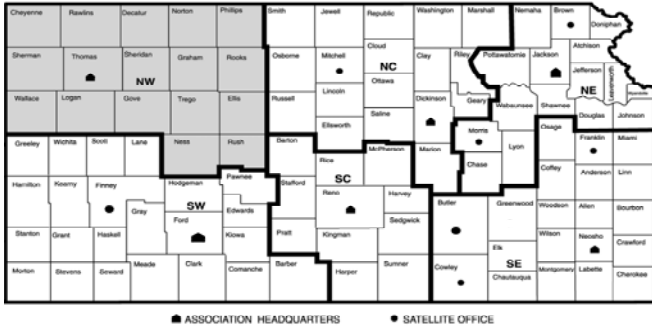 Cheyenne Rawlins Decatur Norton Phillips Smith Jewell Republic Washington Marshall Nemaha Brown Doniphan
Sherman Thomas Sheridan Graham Rooks Osborne Mitchell Cloud Clay Riley Pottawatomie Jackson Atchison
NW NC Jefferson Leavenworth
Wallace Logan Gove Trego Ellis Russell Lincoln Ottawa Dickinson Geary Wabaunsee Shawnee NE
Saline Douglas Johnson
Ness Rush Ellsworth Morris Osage Franklin Miami
Greeley Wichita Scott Lane Barton Rice McPherson Marion Chase Lyon
Pawnee SC Coffey Anderson Linn
Hamilton Kearny Finney Hodgeman Stafford Reno Harvey Butler Greenwood Woodson Allen Bourbon
SW
Gray Ford Edwards Sedgwick
Stanton Grant Haskell Kiowa Pratt Kingman Elk Wilson Neosho Crawford
Morton Stevens Seward Meade Clark Comanche Barber Harper Sumner Cowley SE
Chautauqua Montgomery Labette Cherokee
ASSOCIATION HEADQUARTERS SATELLITE OFFICE